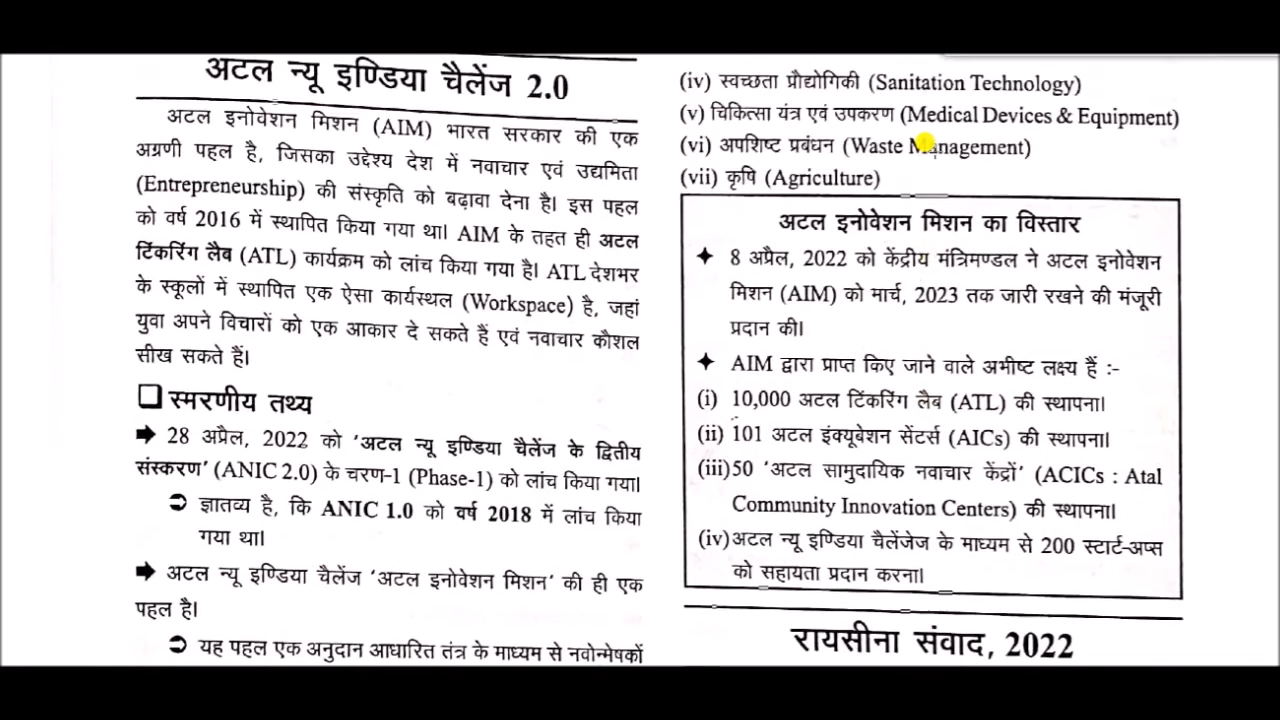 अटल न्यू इण्डिया चैलेंज 2.0
अटल इनोवेशन मिशन (AIM) भारत सरकार की एक
अग्रणी पहल है, जिसका उद्देश्य देश में नवाचार एवं उद्यमिता
(Entrepreneurship) की संस्कृति को बढ़ावा देना है। इस पहल
को वर्ष 2016 में स्थापित किया गया था। AIM के तहत ही अटल
टिंकरिंग लैब (ATL) कार्यक्रम को लांच किया गया है। ATL देशभर
के स्कूलों में स्थापित एक ऐसा कार्यस्थल (Workspace) है, जहां
युवा अपने विचारों को एक आकार दे सकते हैं एवं नवाचार कौशल
सीख सकते हैं।
स्मरणीय तथ्य
28 अप्रैल, 2022 को 'अटल न्यू इण्डिया चैलेंज के द्वितीय
संस्करण' (ANIC 2.0) के चरण-1 (Phase-1) को लांच किया गया।
ज्ञातव्य है, कि ANIC 1.0 को वर्ष 2018 में लांच किया
गया था।
अटल न्यू इण्डिया चैलेंज 'अटल इनोवेशन मिशन' की ही एक
पहल है।
यह पहल एक अनुदान आधारित तंत्र के माध्यम से नवोन्मेषकों
(iv) स्वच्छता प्रौद्योगिकी (Sanitation Technology)
(v) चिकित्सा यंत्र एवं उपकरण (Medical Devices & Equipment)
(vi) अपशिष्ट प्रबंधन (Waste Management)
(vii) कृषि (Agriculture)
अटल इनोवेशन मिशन का विस्तार
8 अप्रैल, 2022 को केंद्रीय मंत्रिमण्डल ने अटल इनोवेशन
मिशन (AIM) को मार्च, 2023 तक जारी रखने की मंजूरी
प्रदान की।
AIM द्वारा प्राप्त किए जाने वाले अभीष्ट लक्ष्य हैं :-
(i) 10,000 अटल टिंकरिंग लैब (ATL) की स्थापना।
(ii) 101 अटल इंक्यूबेशन सेंटर्स (AICs) की स्थापना।
(iii) 50 'अटल सामुदायिक नवाचार केंद्रों' (ACICs : Atal
Community Innovation Centers) की स्थापना।
(iv) अटल न्यू इण्डिया चैलेंजेज के माध्यम से 200 स्टार्ट-अप्स
को सहायता प्रदान करना।
रायसीना संवाद, 2022